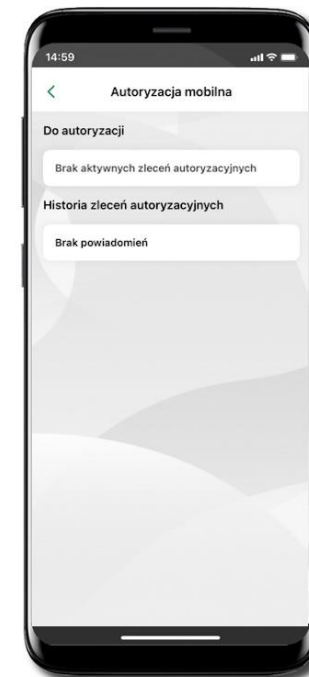 14:59
Autoryzacja mobilna
Do autoryzacji
Brak aktywnych zleceń autoryzacyjnych
Historia zleceń autoryzacyjnych
Brak powiadomień